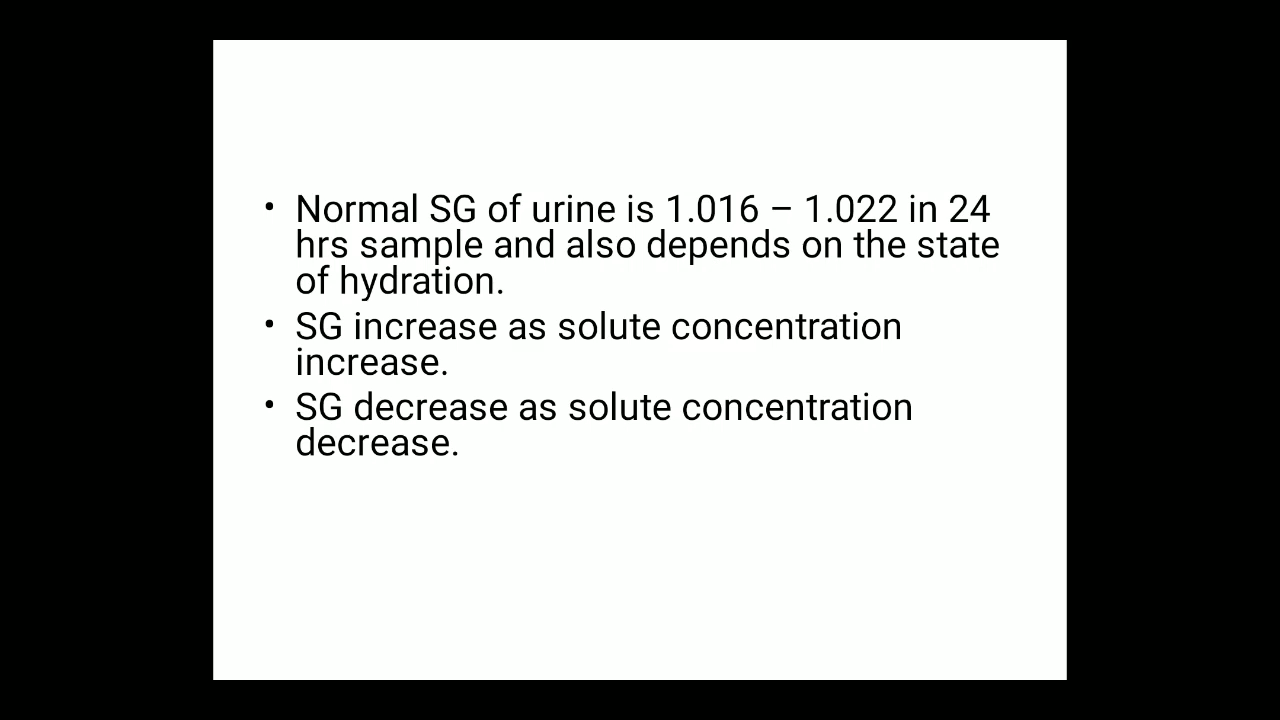 • Normal SG of urine is 1.016 – 1.022 in 24
hrs sample and also depends on the state
of hydration.
• SG increase as solute concentration
increase.
• SG decrease as solute concentration
decrease.